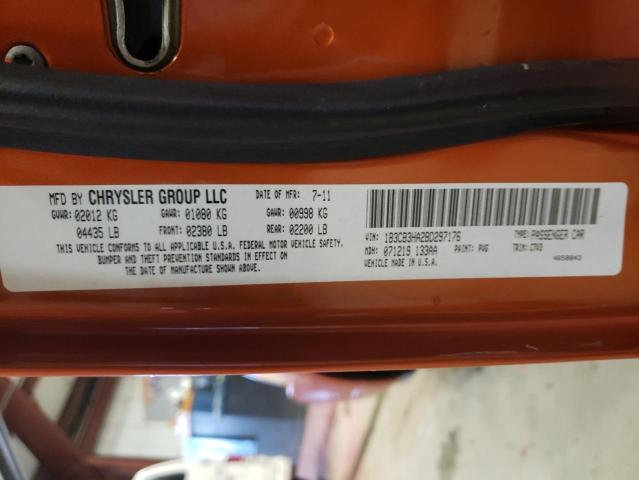 MFD BY CHRYSLER GROUP LLC DATE OF MFR: 7-11
GVWR: 02012 KG GAWR: 01080 KG GAWR: 00998 KG
04435 LB FRONT: 02380 LB REAR: 02200 LB
THIS VEHICLE CONFORMS TO ALL APPLICABLE U.S.A. FEDERAL MOTOR VEHICLE SAFETY,
BUMPER AND THEFT PREVENTION STANDARDS IN EFFECT ON
THE DATE OF MANUFACTURE SHOWN ABOVE.
VIN: 1B3CB3HA2BD297176 TYPE: PASSENGER CAR
MDH: 071219 133AA PAINT: PVG TRIM: C7K3
VEHICLE MADE IN U.S.A. 4658043